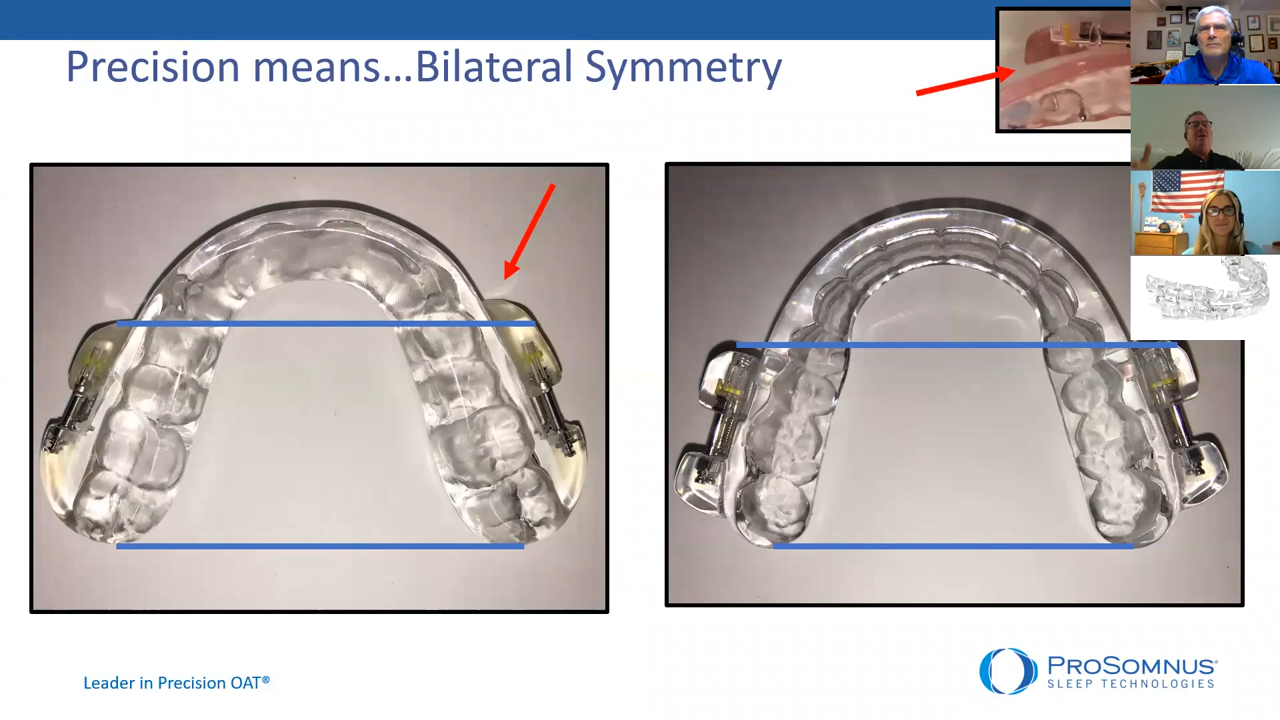 Precision means...Bilateral Symmetry
Leader in Precision OAT®
PROSOMNUS®
SLEEP TECHNOLOGIES